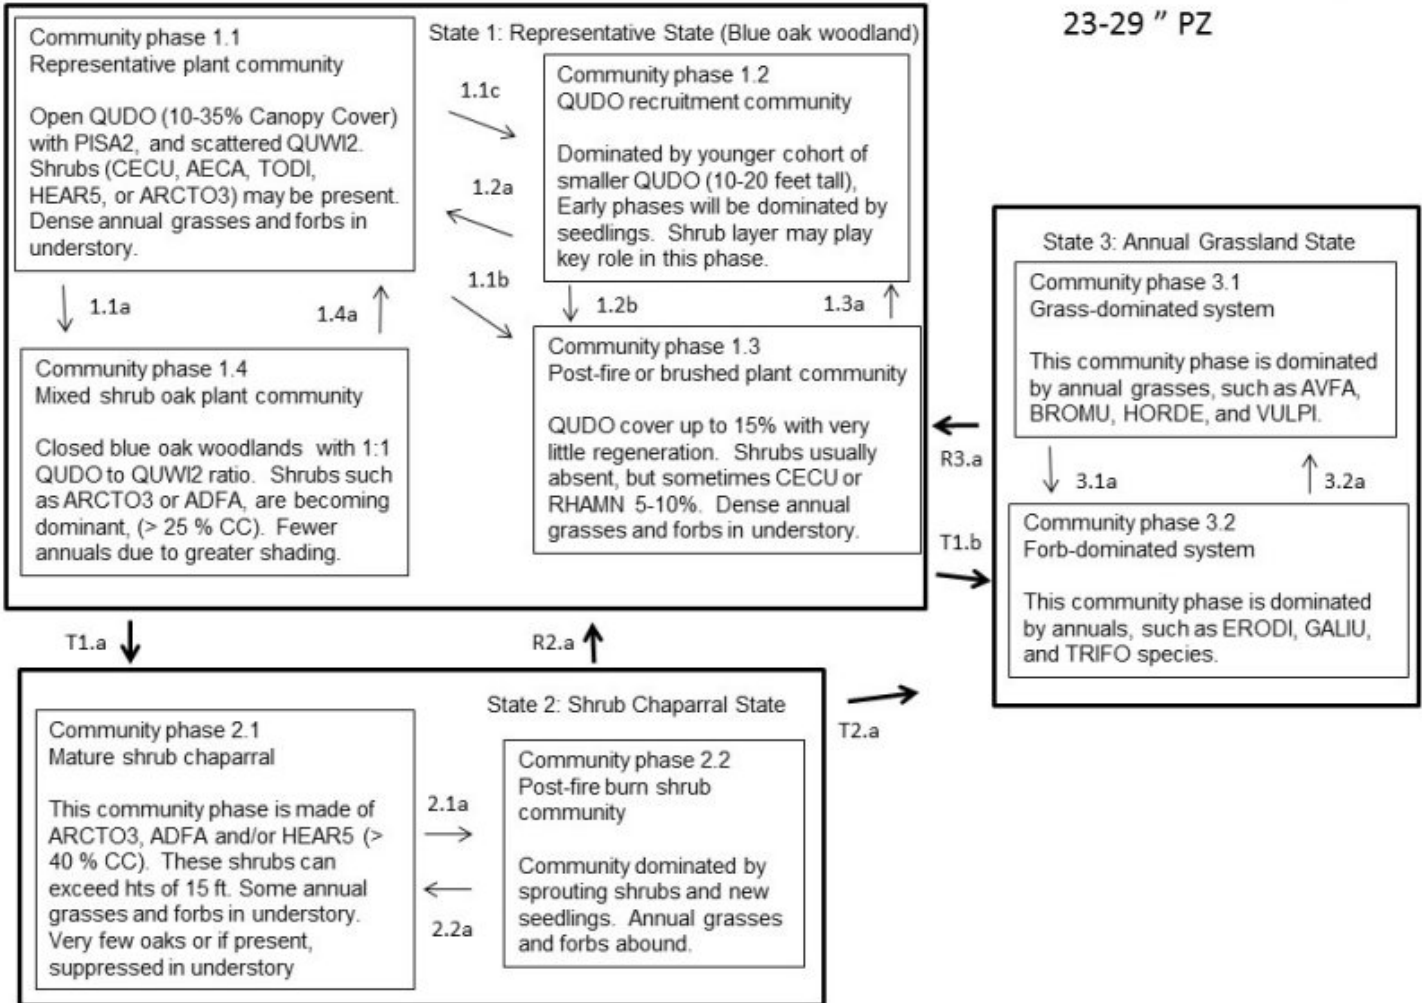 23-29 ” PZ
State 1: Representative State (Blue oak woodland)
Community phase 1.1
Representative plant community
Open QUDO (10-35% Canopy Cover)
with PISA2, and scattered QUWI2.
Shrubs (CECU, AECA, TODI,
HEAR5, or ARCTO3) may be present.
Dense annual grasses and forbs in
understory.
1.1c
1.2a
1.1b
Community phase 1.2
QUDO recruitment community
Dominated by younger cohort of
smaller QUDO (10-20 feet tall),
Early phases will be dominated by
seedlings. Shrub layer may play
key role in this phase.
1.1a
1.4a
1.2b
1.3a
Community phase 1.4
Mixed shrub oak plant community
Closed blue oak woodlands with 1:1
QUDO to QUWI2 ratio. Shrubs such
as ARCTO3 or ADFA, are becoming
dominant, (> 25 % CC). Fewer
annuals due to greater shading.
Community phase 1.3
Post-fire or brushed plant community
QUDO cover up to 15% with very
little regeneration. Shrubs usually
absent, but sometimes CECU or
RHAMN 5-10%. Dense annual
grasses and forbs in understory.
R3.a
T1.b
State 3: Annual Grassland State
Community phase 3.1
Grass-dominated system
This community phase is dominated
by annual grasses, such as AVFA,
BROMU, HORDE, and VULPI.
3.1a
3.2a
Community phase 3.2
Forb-dominated system
This community phase is dominated
by annuals, such as ERODI, GALIU,
and TRIFO species.
T1.a
R2.a
T2.a
State 2: Shrub Chaparral State
Community phase 2.1
Mature shrub chaparral
This community phase is made of
ARCTO3, ADFA and/or HEAR5 (>
40 % CC). These shrubs can
exceed hts of 15 ft. Some annual
grasses and forbs in understory.
Very few oaks or if present,
suppressed in understory
2.1a
2.2a
Community phase 2.2
Post-fire burn shrub
community
Community dominated by
sprouting shrubs and new
seedlings. Annual grasses
and forbs abound.